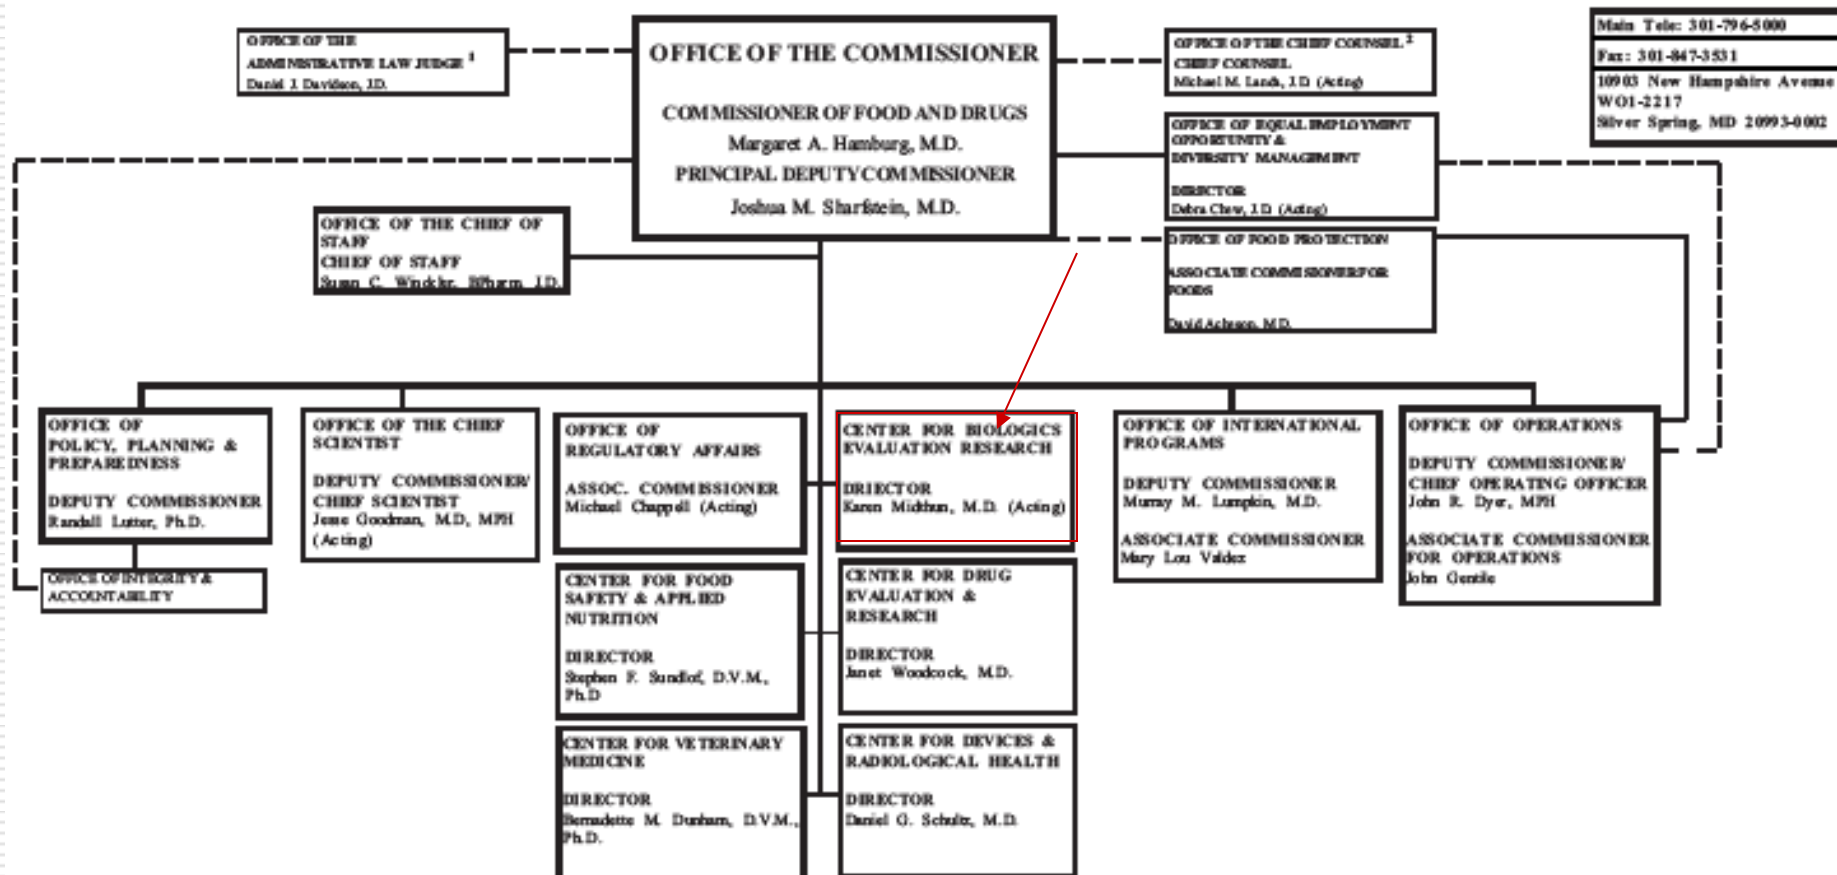 OFFICE OF THE
ADMINISTRATIVE LAW JUDGE 1
Daniel J. Davidson, J.D.
OFFICE OF THE COMMISSIONER
COMMISSIONER OF FOOD AND DRUGS
Margaret A. Hamburg, M.D.
PRINCIPAL DEPUTY COMMISSIONER
Joshua M. Sharfstein, M.D.
OFFICE OF THE CHIEF COUNSEL 2
CHIEF COUNSEL
Michael M. Landa, J.D. (Acting)
OFFICE OF EQUAL EMPLOYMENT
OPPORTUNITY &
DIVERSITY MANAGEMENT
DIRECTOR
Debra Chew, J.D. (Acting)
OFFICE OF FOOD PROTECTION
ASSOCIATE COMMISIONER FOR
FOODS
David Acheson, M.D.
Main Tele: 301-796-5000
Fax: 301-847-3531
10903 New Hampshire Avenue
WO1-2217
Silver Spring, MD 20993-0002
OFFICE OF THE CHIEF OF
STAFF
CHIEF OF STAFF
Susan C. Winckler, RPharm, J.D.
OFFICE OF
POLICY, PLANNING &
PREPAREDNESS
DEPUTY COMMISSIONER
Randall Lutter, Ph.D.
OFFICE OF INTEGRITY &
ACCOUNTABILITY
OFFICE OF THE CHIEF
SCIENTIST
DEPUTY COMMISSIONER/
CHIEF SCIENTIST
Jesse Goodman, M.D, MPH
(Acting)
OFFICE OF
REGULATORY AFFAIRS
ASSOC. COMMISSIONER
Michael Chappell (Acting)
CENTER FOR BIOLOGICS
EVALUATION RESEARCH
DRIECTOR
Karen Midthun, M.D. (Acting)
OFFICE OF INTERNATIONAL
PROGRAMS
DEPUTY COMMISSIONER
Murray M. Lumpkin, M.D.
ASSOCIATE COMMISSIONER
Mary Lou Valdez
OFFICE OF OPERATIONS
DEPUTY COMMISSIONER/
CHIEF OPERATING OFFICER
John R. Dyer, MPH
ASSOCIATE COMMISSIONER
FOR OPERATIONS
John Gentile
CENTER FOR FOOD
SAFETY & APPLIED
NUTRITION
DIRECTOR
Stephen F. Sundlof, D.V.M.,
Ph.D
CENTER FOR DRUG
EVALUATION &
RESEARCH
DIRECTOR
Janet Woodcock, M.D.
CENTER FOR VETERINARY
MEDICINE
DIRECTOR
Bernadette M. Dunham, D.V.M.,
Ph.D.
CENTER FOR DEVICES &
RADIOLOGICAL HEALTH
DIRECTOR
Daniel G. Schultz, M.D.